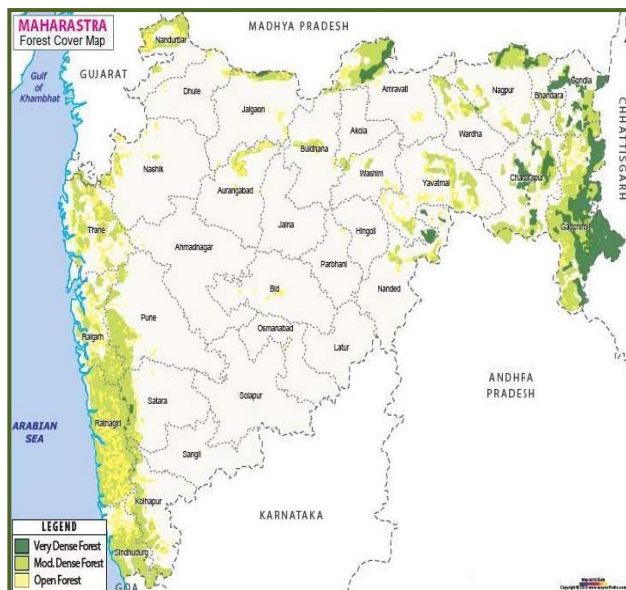 MAHARASTRA
Forest Cover Map
MADHYA PRADESH
Nandurbar
GUJARAT
Gulf
of
Khambhat
Dhule
Jalgaon
Amravati
Nagpur
Bhandara
Gondia
CHHATTISGARH
Akola
Wardha
Buldhana
Washim
Nashik
Yavatmal
Chandrapur
Aurangabad
Gadchiroli
Jalna
Hingoli
Thane
Ahmadnagar
Parbhani
Nanded
Bid
Pune
Raigarh
Osmanabad
Latur
ANDHFA
PRADESH
Satara
Solapur
ARABIAN
SEA
Ratnagiri
Sangli
Kolhapur
KARNATAKA
LEGEND
Very Dense Forest
Mod. Dense Forest
Open Forest
Sindhudurg
GOA